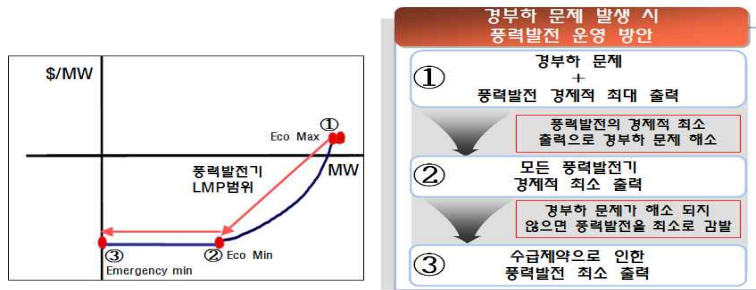 $/MW
①
Eco Max
MW
풍력발전기
LMP범위
③
② Eco Min
Emergency min
경부하 문제 발생 시
풍력발전 운영 방안
①
경부하 문제
+
풍력발전 경제적 최대 출력
풍력발전의 경제적 최소
출력으로 경부하 문제 해소
②
모든 풍력발전기
경제적 최소 출력
경부하 문제가 해소 되지
않으면 풍력발전을 최소로 감발
③
수급제약으로 인한
풍력발전 최소 출력